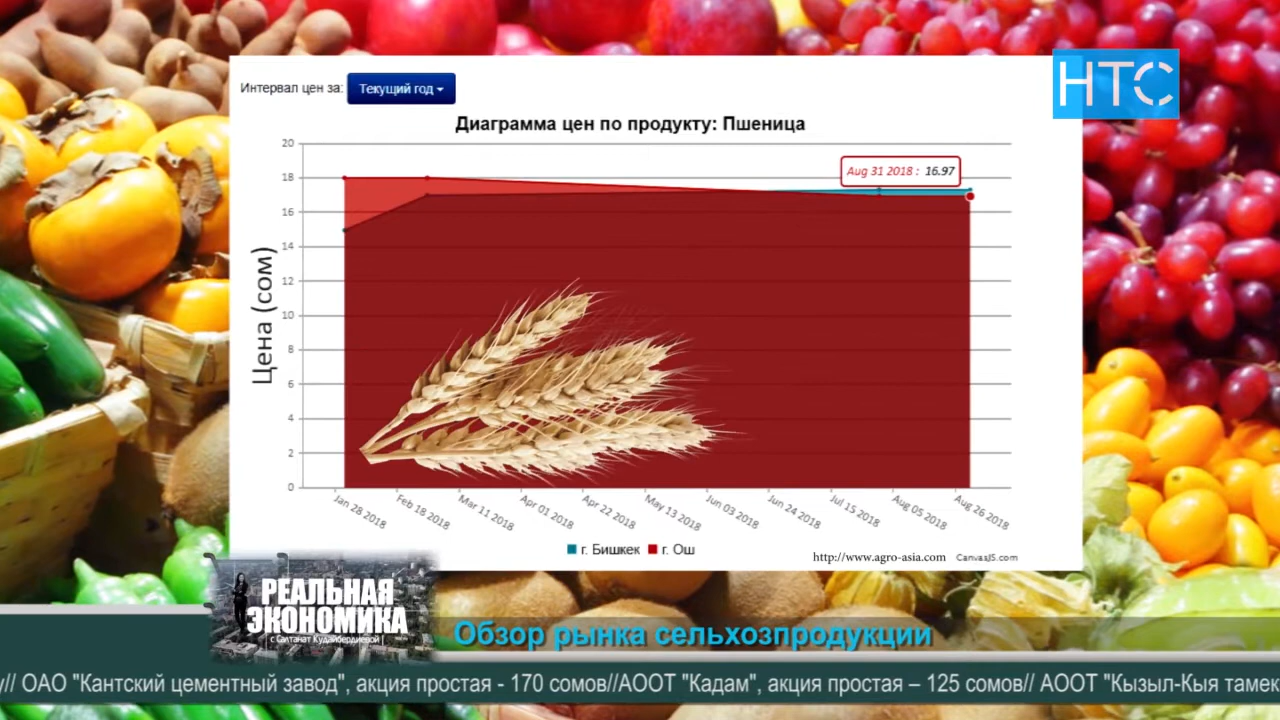 Интервал цен за: Текущий год
НТС
Диаграмма цен по продукту: Пшеница
Цена (сом)
20
18
16
14
12
10
8
6
4
2
0
Aug 31 2018 : 16.97
Jan 28 2018
Feb 18 2018
Mar 11 2018
Apr 01 2018
Apr 22 2018
May 13 2018
Jun 03 2018
Jun 24 2018
Jul 15 2018
Aug 05 2018
Aug 26 2018
г. Бишкек г. Ош
http://www.agro-asia.com CanvasJS.com
РЕАЛЬНАЯ
ЭКОНОМИКА
с Салтанат Кудайбердиевой
Обзор рынка сельхозпродукции
// ОАО "Кантский цементный завод", акция простая - 170 сомов//АООТ "Кадам", акция простая – 125 сомов// АООТ "Кызыл-Кыя тамек